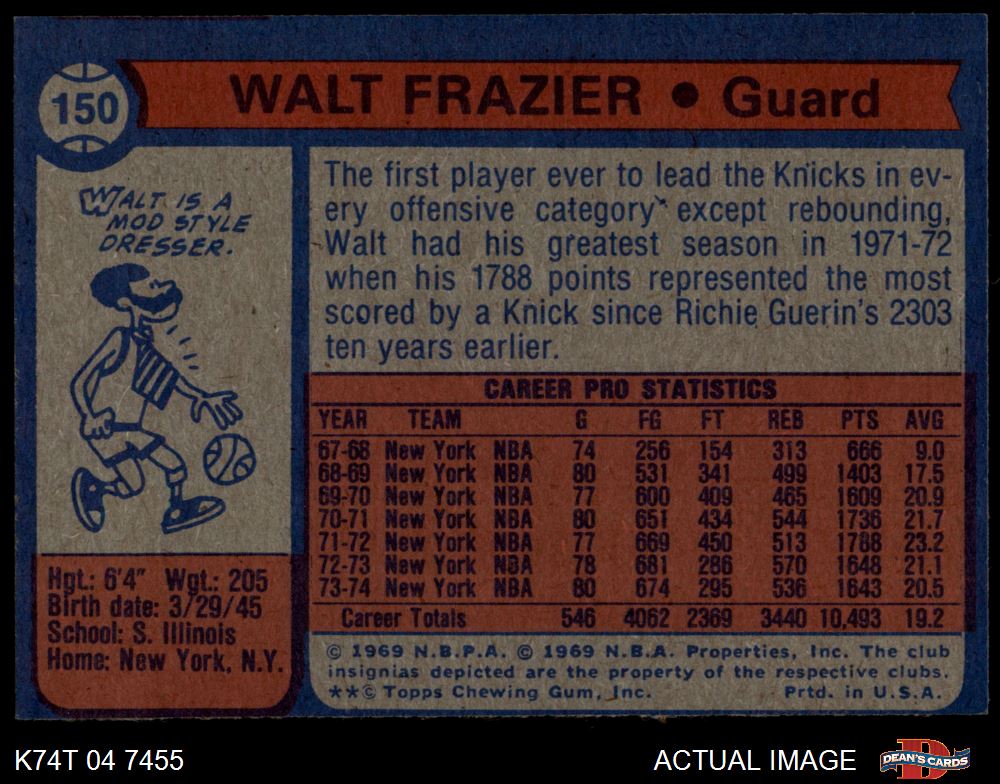 150
WALT FRAZIER • Guard
WALT IS A
MOD STYLE
DRESSER.
The first player ever to lead the Knicks in ev-
ery offensive category except rebounding,
Walt had his greatest season in 1971-72
when his 1788 points represented the most
scored by a Knick since Richie Guerin's 2303
ten years earlier.
CAREER PRO STATISTICS
YEAR TEAM G FG FT REB PTS AVG
67-68 New York NBA 74 256 154 313 666 9.0
68-69 New York NBA 80 531 341 499 1403 17.5
69-70 New York NBA 77 600 409 465 1609 20.9
70-71 New York NBA 80 651 434 544 1736 21.7
71-72 New York NBA 77 669 450 513 1788 23.2
72-73 New York NBA 78 681 286 570 1648 21.1
73-74 New York NBA 80 674 295 536 1643 20.5
Career Totals 546 4062 2369 3440 10,493 19.2
Hgt.: 6'4" Wgt.: 205
Birth date: 3/29/45
School: S. Illinois
Home: New York, N.Y.
© 1969 N.B.P.A. © 1969 N.B.A. Properties, Inc. The club
insignias depicted are the property of the respective clubs.
**© Topps Chewing Gum, Inc. Prtd. in U.S.A.
K74T 04 7455
ACTUAL IMAGE
DEAN'S CARDS